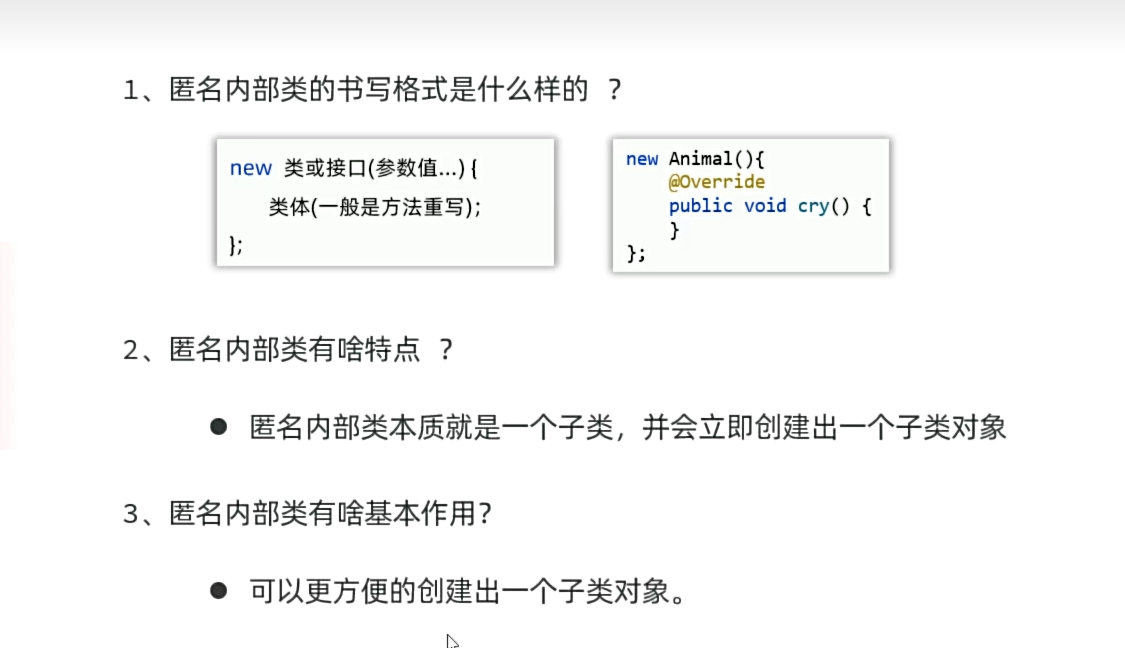 1、匿名内部类的书写格式是什么样的 ？
new 类或接口(参数值…) {
类体(一般是方法重写);
};
new Animal(){
@Override
public void cry() {
}
};
2、匿名内部类有啥特点 ？
● 匿名内部类本质就是一个子类，并会立即创建出一个子类对象
3、匿名内部类有啥基本作用?
● 可以更方便的创建出一个子类对象。